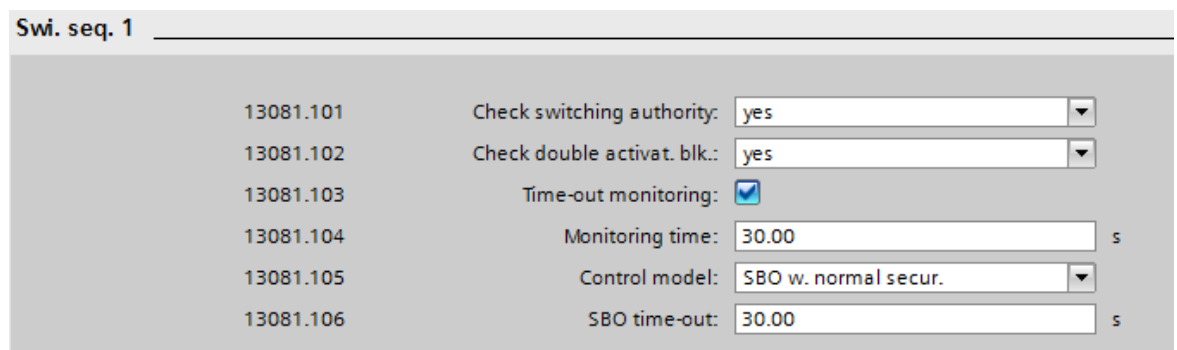 Swi. seq. 1
13081.101 Check switching authority: yes
13081.102 Check double activat. blk.: yes
13081.103 Time-out monitoring:
13081.104 Monitoring time: 30.00 s
13081.105 Control model: SBO w. normal secur.
13081.106 SBO time-out: 30.00 s